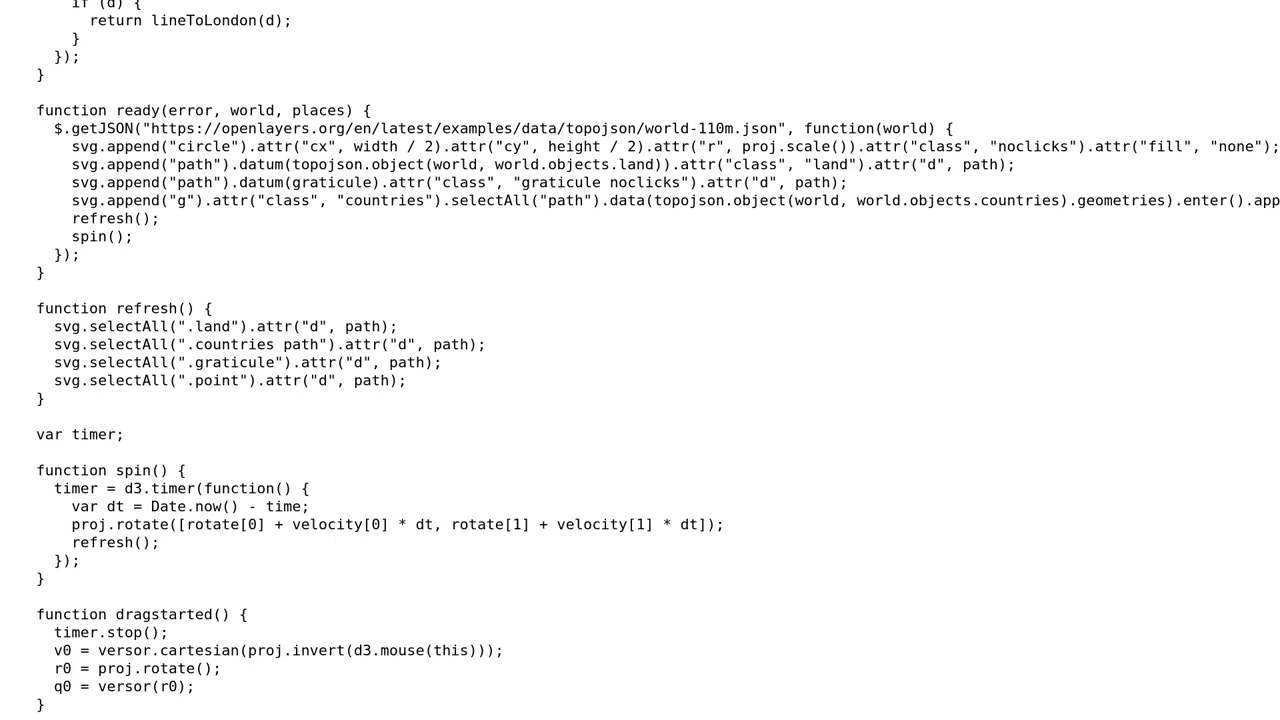 if (d) {
return lineToLondon(d);
}
});
}
function ready(error, world, places) {
$.getJSON("https://openlayers.org/en/latest/examples/data/topojson/world-110m.json", function(world) {
svg.append("circle").attr("cx", width / 2).attr("cy", height / 2).attr("r", proj.scale()).attr("class", "noclicks").attr("fill", "none");
svg.append("path").datum(topojson.object(world, world.objects.land)).attr("class", "land").attr("d", path);
svg.append("path").datum(graticule).attr("class", "graticule noclicks").attr("d", path);
svg.append("g").attr("class", "countries").selectAll("path").data(topojson.object(world, world.objects.countries).geometries).enter().app
refresh();
spin();
});
}
function refresh() {
svg.selectAll(".land").attr("d", path);
svg.selectAll(".countries path").attr("d", path);
svg.selectAll(".graticule").attr("d", path);
svg.selectAll(".point").attr("d", path);
}
var timer;
function spin() {
timer = d3.timer(function() {
var dt = Date.now() - time;
proj.rotate([rotate[0] + velocity[0] * dt, rotate[1] + velocity[1] * dt]);
refresh();
});
}
function dragstarted() {
timer.stop();
v0 = versor.cartesian(proj.invert(d3.mouse(this)));
r0 = proj.rotate();
q0 = versor(r0);
}